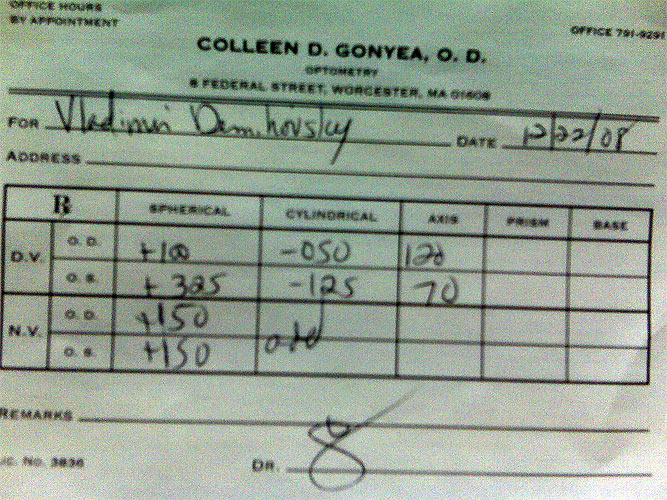 OFFICE HOURS
BY APPOINTMENT
OFFICE 791-9291
COLLEEN D. GONYEA, O. D.
OPTOMETRY
8 FEDERAL STREET, WORCESTER, MA 01608
FOR Vladimir Demihovsky DATE 12/22/08
ADDRESS
R SPHERICAL CYLINDRICAL AXIS PRISM BASE
D.V. O. D. +100 -050 120
O. S. +325 -125 70
N.V. O. D. +150
O. S. +150 add
REMARKS
LIC. NO. 3836 DR.